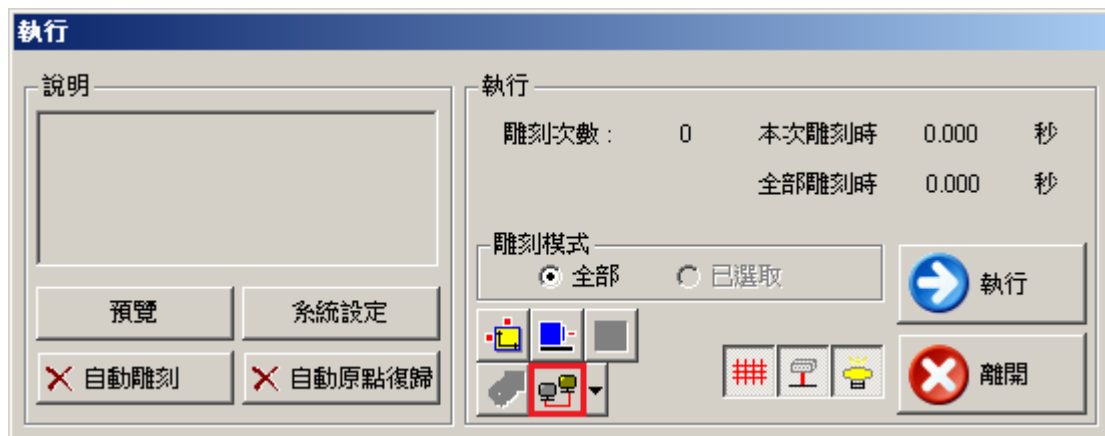 執行
說明
預覽
系統設定
自動雕刻
自動原點復歸
執行
雕刻次數：
0
本次雕刻時
0.000
秒
全部雕刻時
0.000
秒
雕刻模式
全部
已選取
執行
離開